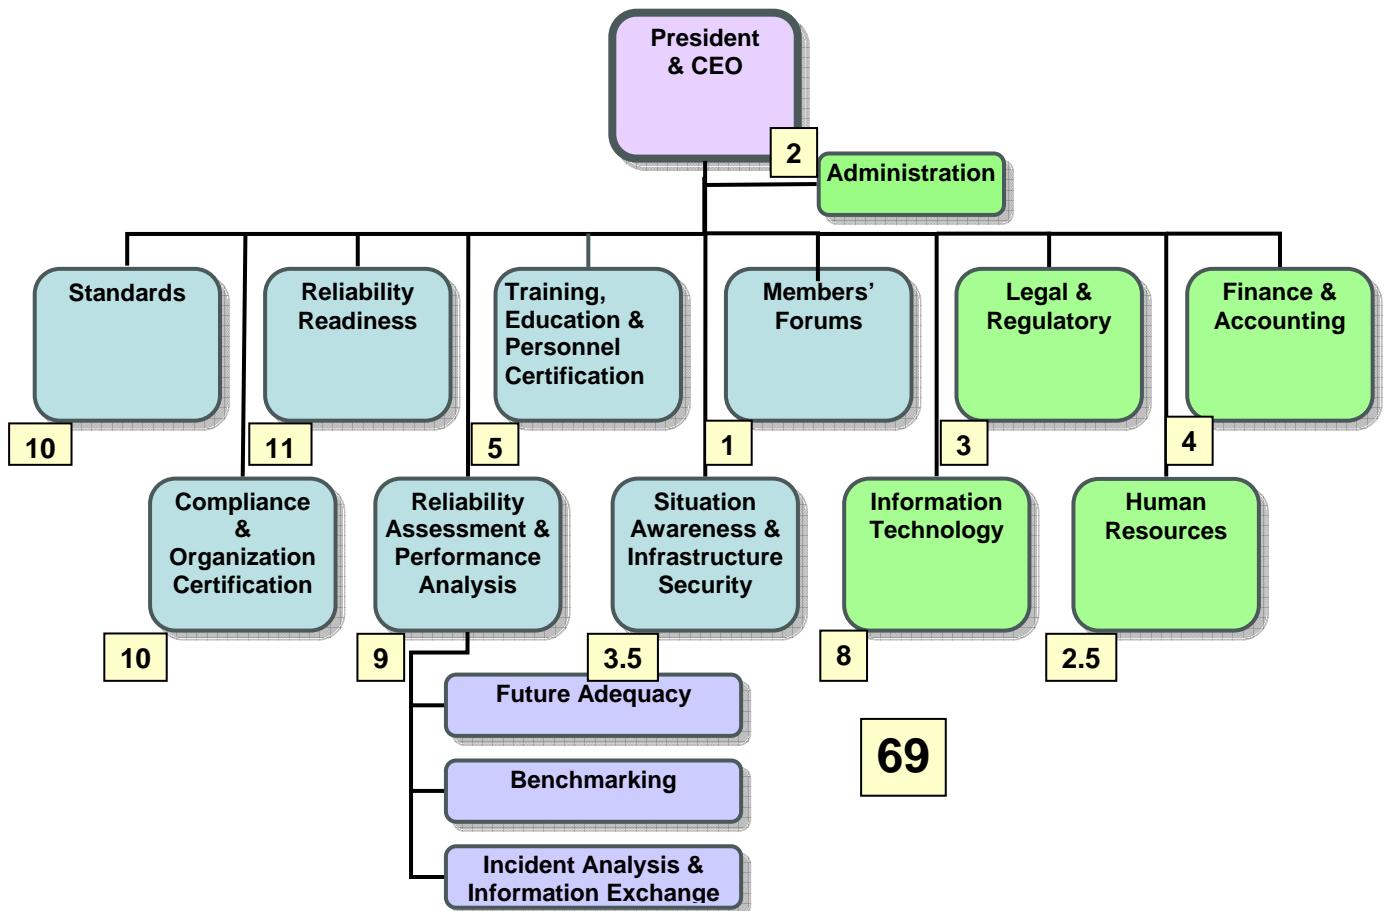 President
& CEO
2
Administration
Standards
10
Reliability
Readiness
11
Training,
Education &
Personnel
Certification
5
Members’
Forums
1
Legal &
Regulatory
3
Finance &
Accounting
4
Compliance
&
Organization
Certification
10
Reliability
Assessment &
Performance
Analysis
9
Situation
Awareness &
Infrastructure
Security
3.5
Information
Technology
8
Human
Resources
2.5
Future Adequacy
Benchmarking
Incident Analysis &
Information Exchange
69